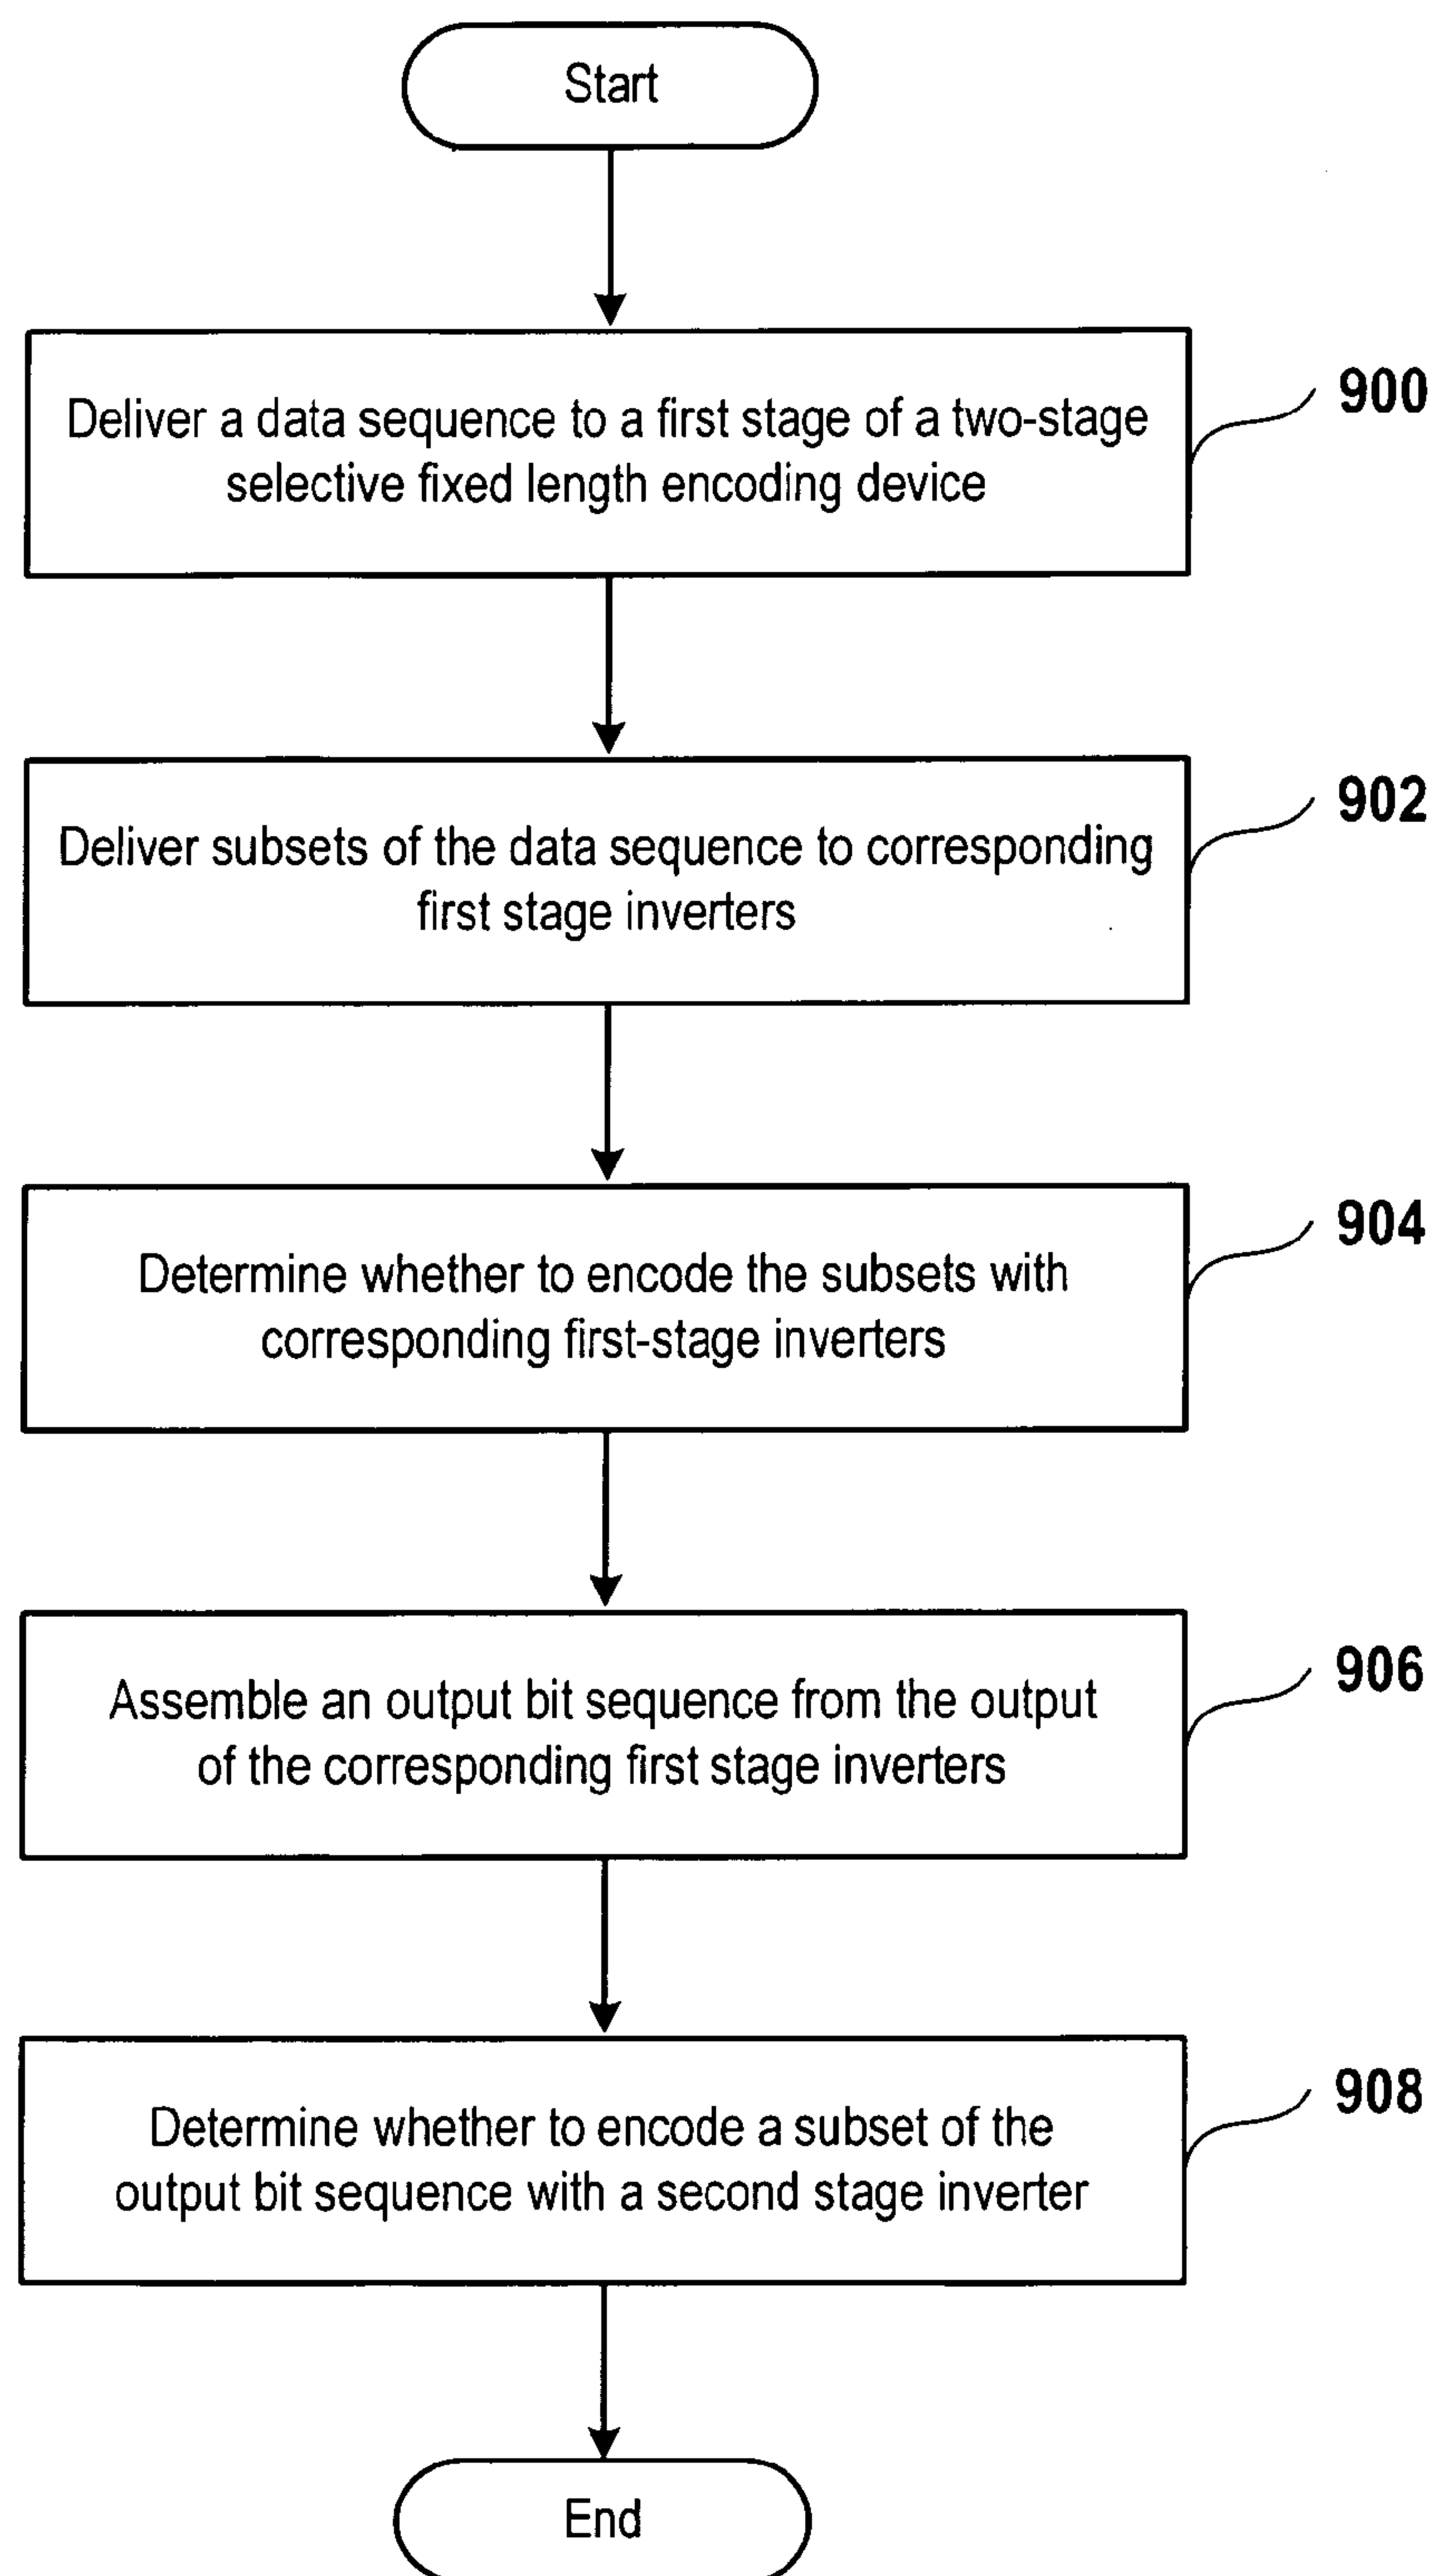 Start
Deliver a data sequence to a first stage of a two-stage
selective fixed length encoding device
900
Deliver subsets of the data sequence to corresponding
first stage inverters
902
Determine whether to encode the subsets with
corresponding first-stage inverters
904
Assemble an output bit sequence from the output
of the corresponding first stage inverters
906
Determine whether to encode a subset of the
output bit sequence with a second stage inverter
908
End